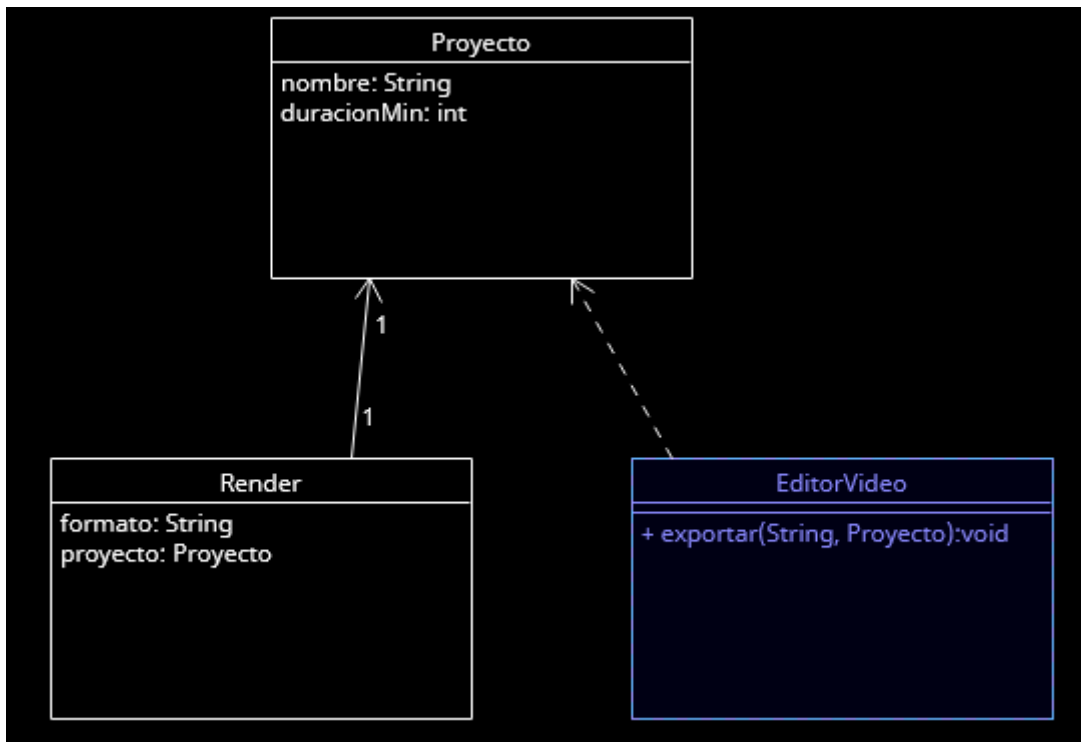 Proyecto
nombre: String
duracionMin: int
1
1
Render
formato: String
proyecto: Proyecto
EditorVideo
+ exportar(String, Proyecto):void